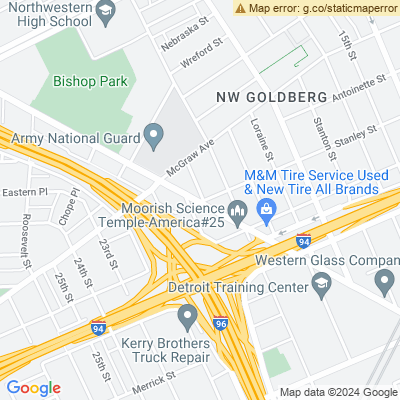 Map error: g.co/staticmaperror
Northwestern
High School
Nebraska St
Wreford St
15th St
Bishop Park
NW GOLDBERG
Antoinette St
Loraine St
Stanton St
Stanley St
Army National Guard
McGraw Ave
M&M Tire Service Used
& New Tire All Brands
Eastern Pl
Chope Pl
Roosevelt St
Moorish Science
Temple-America#25
94
25th St
24th St
23rd St
Western Glass Company
Detroit Training Center
94
96
Kerry Brothers
Truck Repair
25th St
Merrick St
Google
Map data ©2024 Google